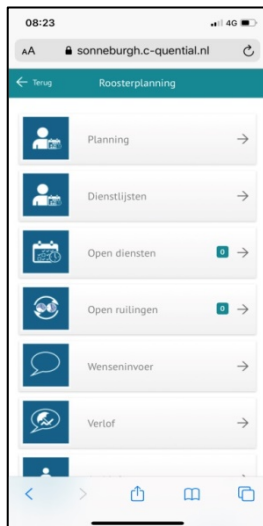 08:23
4G
AA sonneburgh.c-quential.nl
Terug Roosterplanning
Planning
Dienstlijsten
Open diensten 0
Open ruilingen 0
Wenseninvoer
Verlof